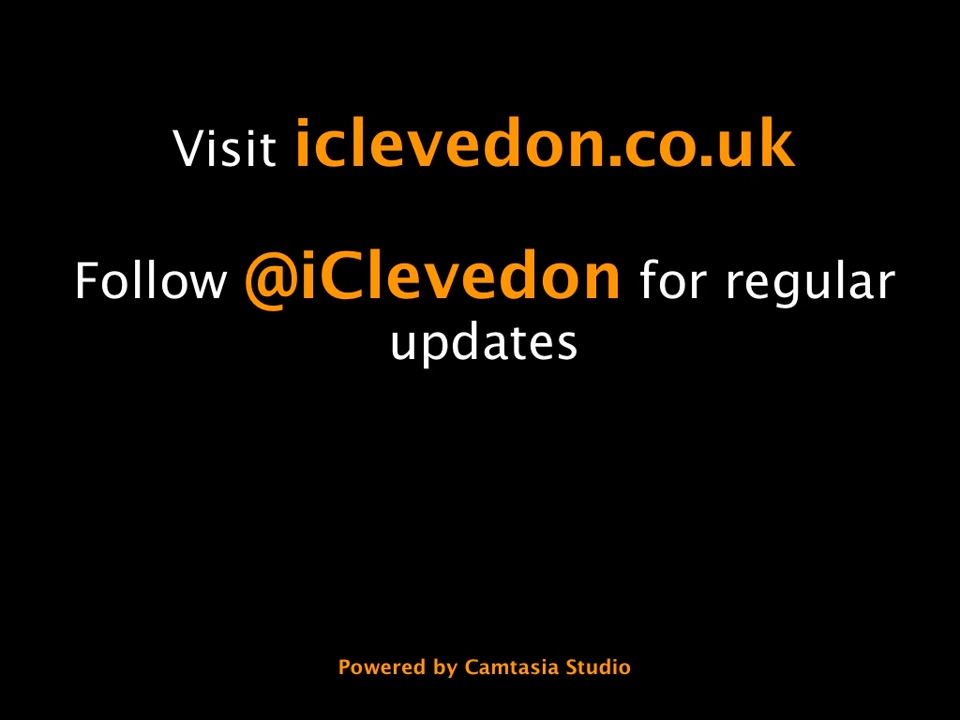 Visit iclevedon.co.uk
Follow @iClevedon for regular
updates
Powered by Camtasia Studio